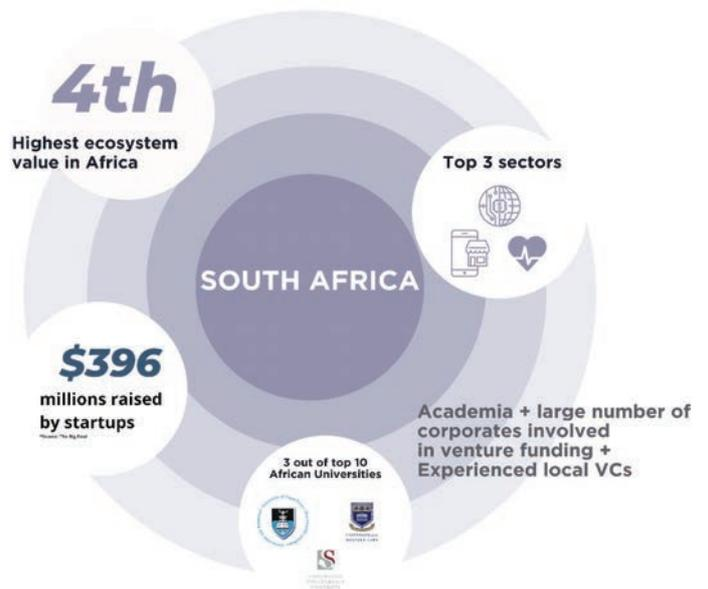 4th
Highest ecosystem
value in Africa
Top 3 sectors
SOUTH AFRICA
$396
millions raised
by startups
Academia + large number of
corporates involved
in venture funding +
Experienced local VCs
3 out of top 10
African Universities